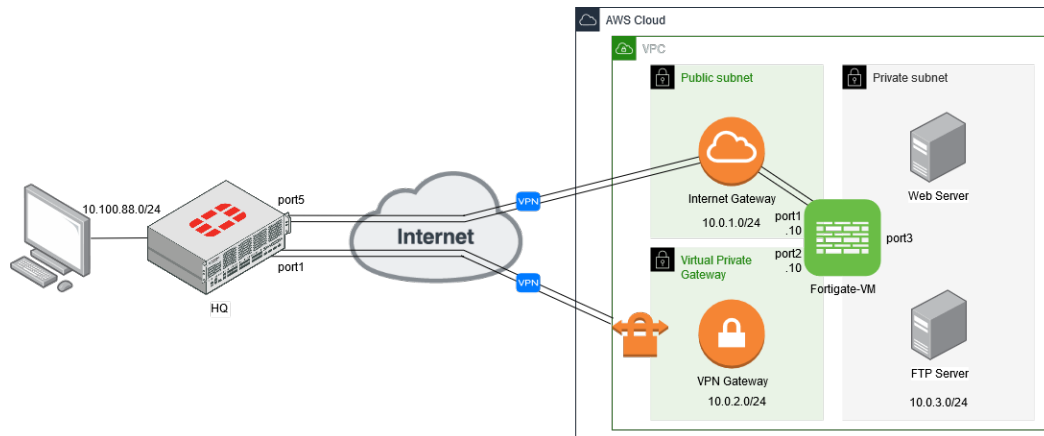 AWS Cloud
VPC
Public subnet
Private subnet
10.100.88.0/24
port5
VPN
Internet Gateway
10.0.1.0/24
Web Server
port1
.10
port3
Internet
port1
HQ
VPN
Virtual Private
Gateway
port2
.10
Fortigate-VM
VPN Gateway
10.0.2.0/24
FTP Server
10.0.3.0/24